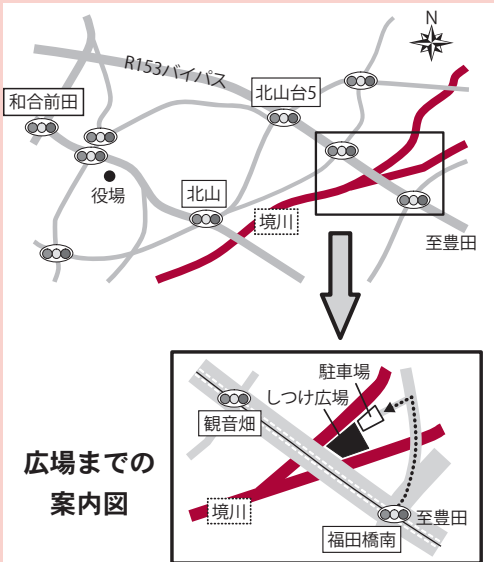 N
R153バイパス
和合前田
北山台5
役場
北山
境川
至豊田
駐車場
しつけ広場
観音畑
広場までの
案内図
境川
至豊田
福田橋南